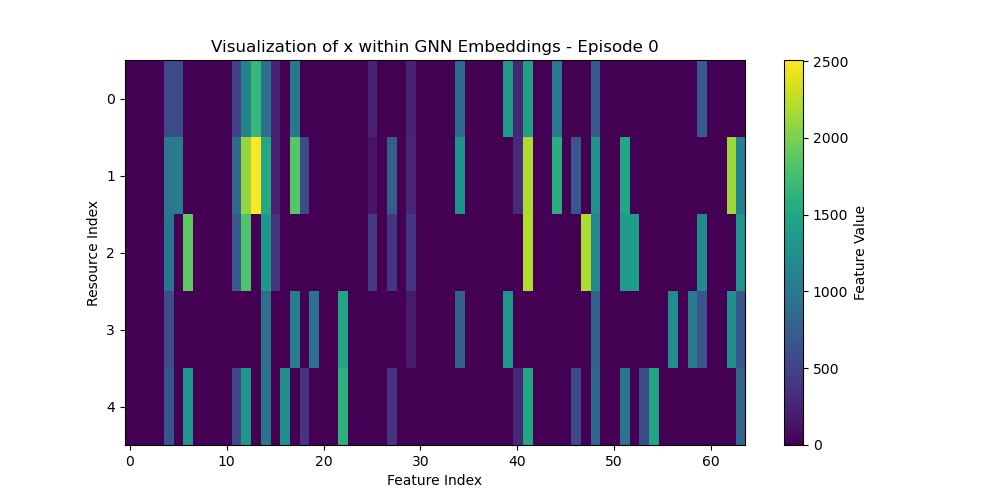 Visualization of x within GNN Embeddings - Episode 0
Resource Index
0
1
2
3
4
0 10 20 30 40 50 60
Feature Index
2500
2000
1500
1000
500
0
Feature Value